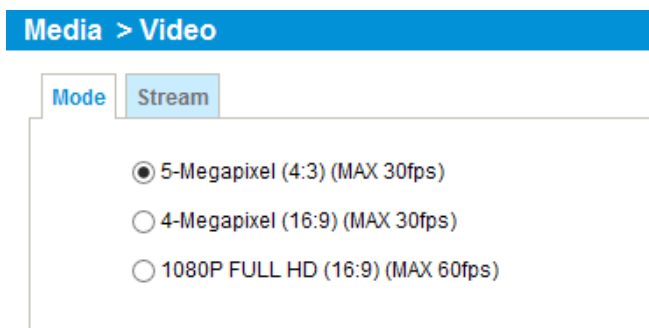 Media > Video
Mode Stream
5-Megapixel (4:3) (MAX 30fps)
4-Megapixel (16:9) (MAX 30fps)
1080P FULL HD (16:9) (MAX 60fps)